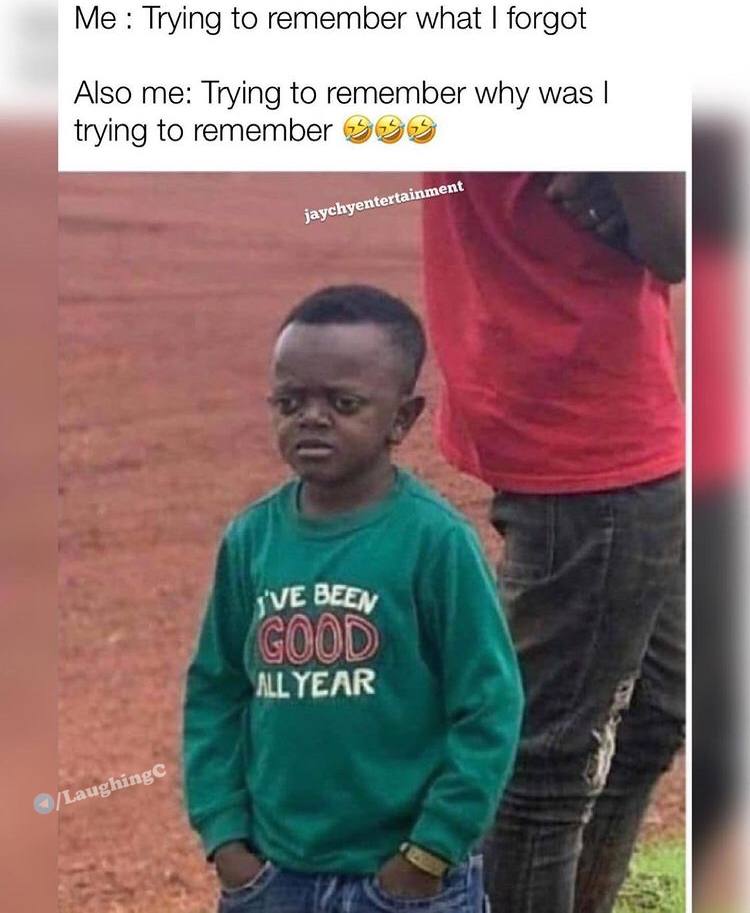 Me : Trying to remember what I forgot
Also me: Trying to remember why was I
trying to remember 🤣🤣🤣
jaychyentertainment
I'VE BEEN
GOOD
ALL YEAR
/LaughingC